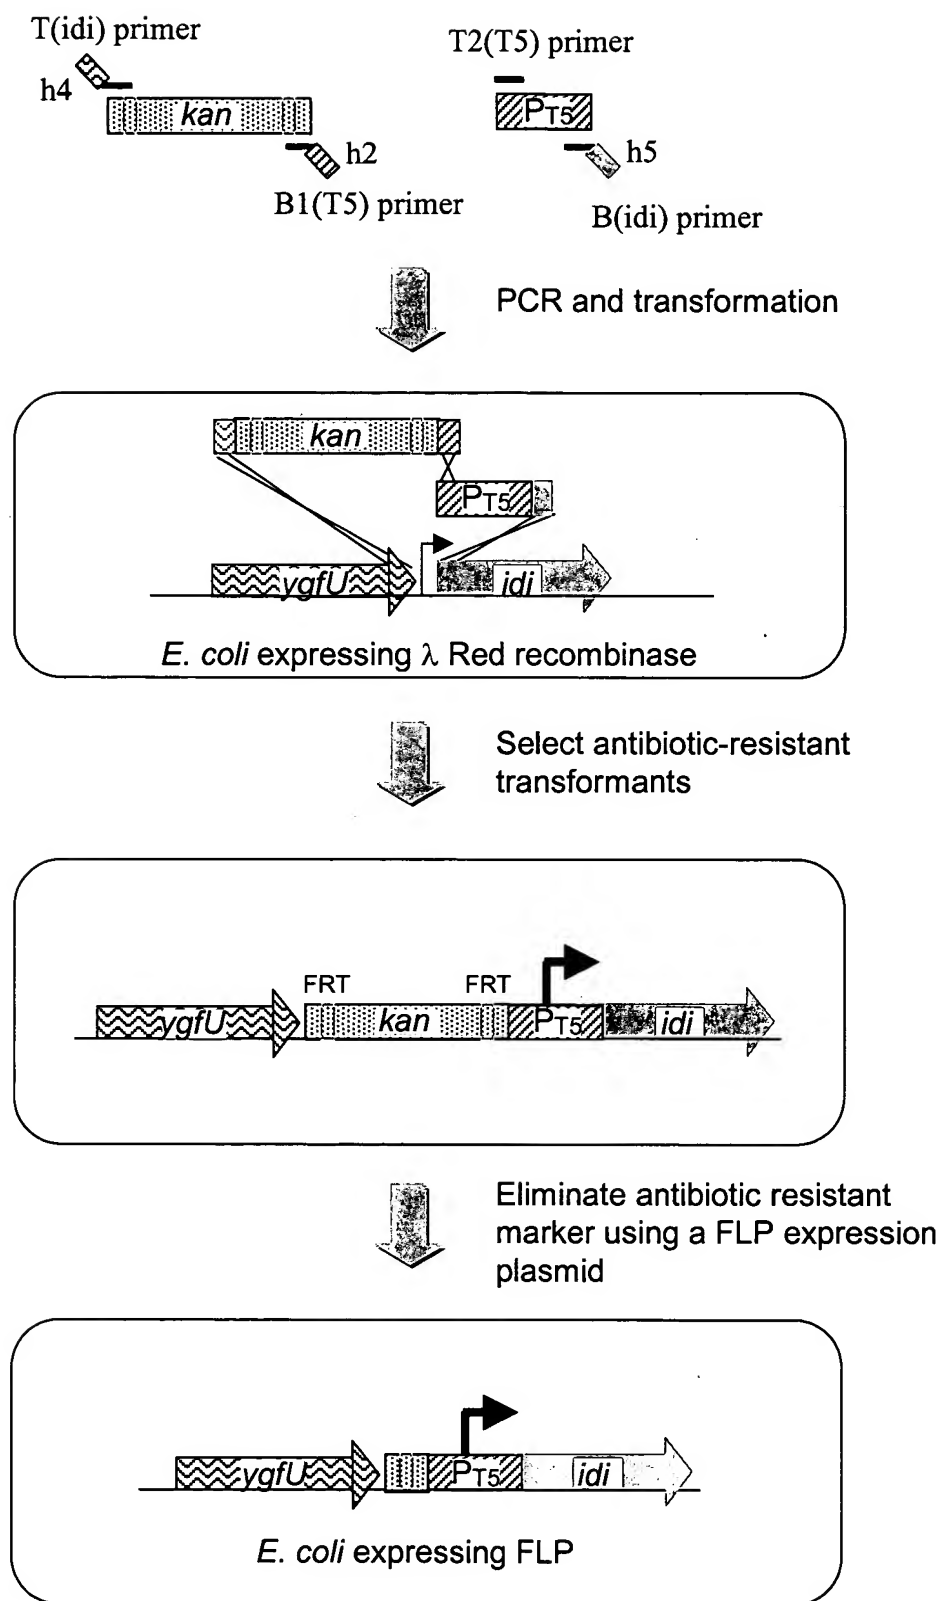 T(idi) primer
T2(T5) primer
h4
kan
PT5
h2
h5
B1(T5) primer
B(idi) primer
PCR and transformation
kan
PT5
ygfU
idi
E. coli expressing λ Red recombinase
Select antibiotic-resistant
transformants
FRT
FRT
ygfU
kan
PT5
idi
Eliminate antibiotic resistant
marker using a FLP expression
plasmid
ygfU
PT5
idi
E. coli expressing FLP